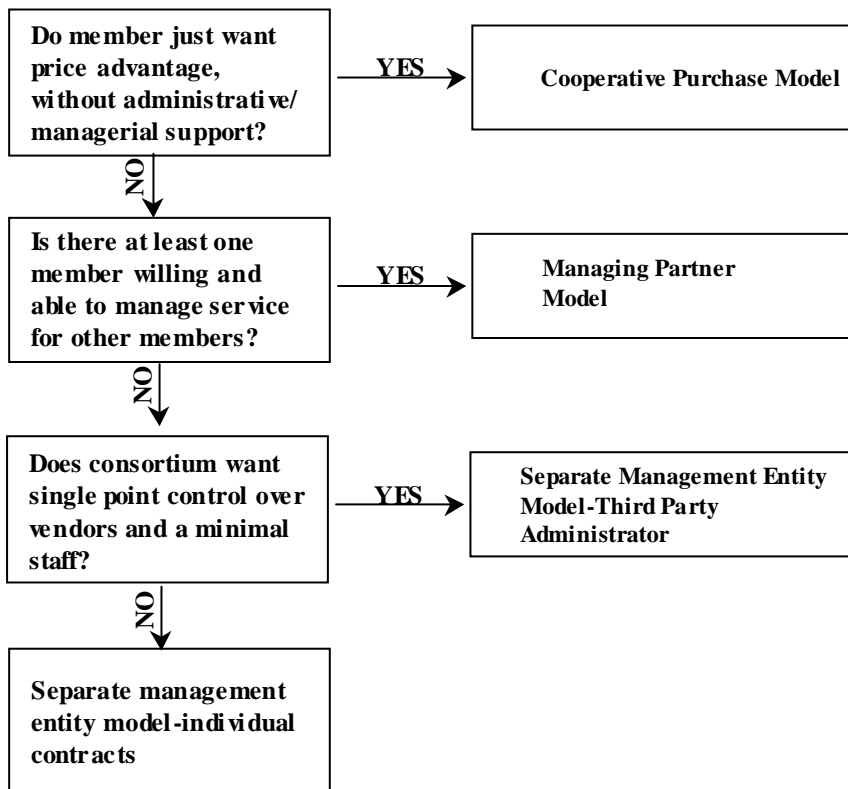 Do member just want
price advantage,
without administrative/
managerial support?
YES
Cooperative Purchase Model
NO
Is there at least one
member willing and
able to manage service
for other members?
YES
Managing Partner
Model
NO
Does consortium want
single point control over
vendors and a minimal
staff?
YES
Separate Management Entity
Model-Third Party
Administrator
NO
Separate management
entity model-individual
contracts